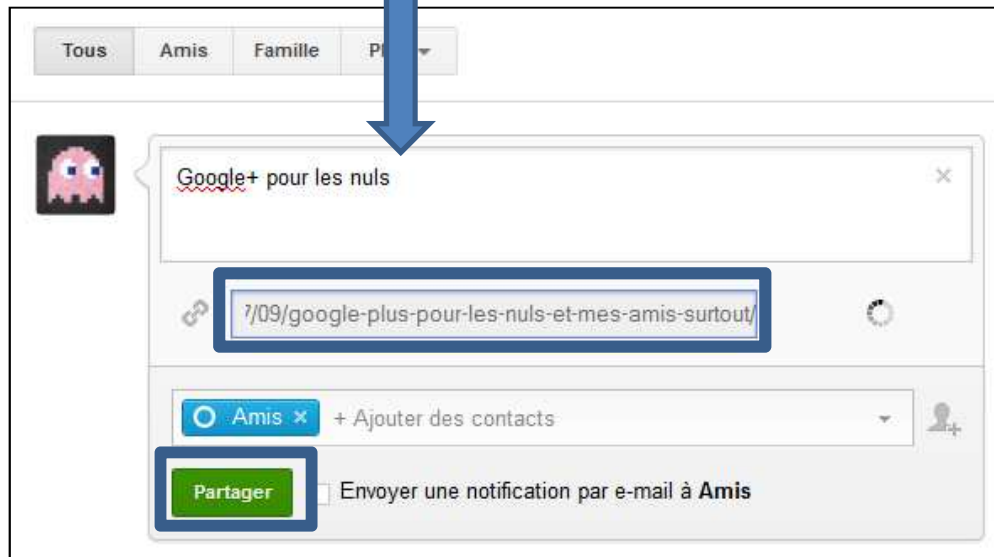 Tous Amis Famille
Google+ pour les nuls
7/09/google-plus-pour-les-nuls-et-mes-amis-surtout/
Amis + Ajouter des contacts
Partager Envoyer une notification par e-mail à Amis